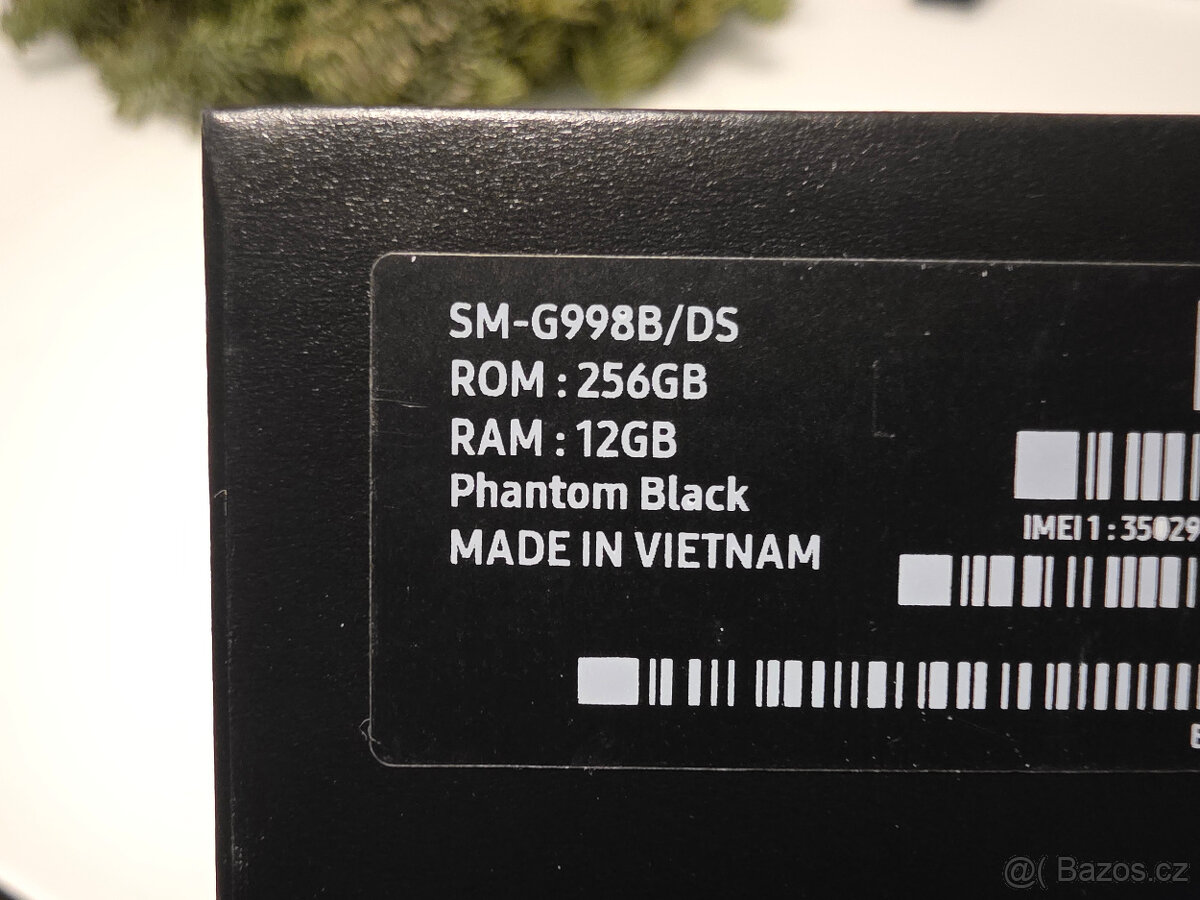 SM-G998B/DS
ROM : 256GB
RAM : 12GB
Phantom Black
MADE IN VIETNAM
IMEI 1 : 35029
@( Bazos.cz